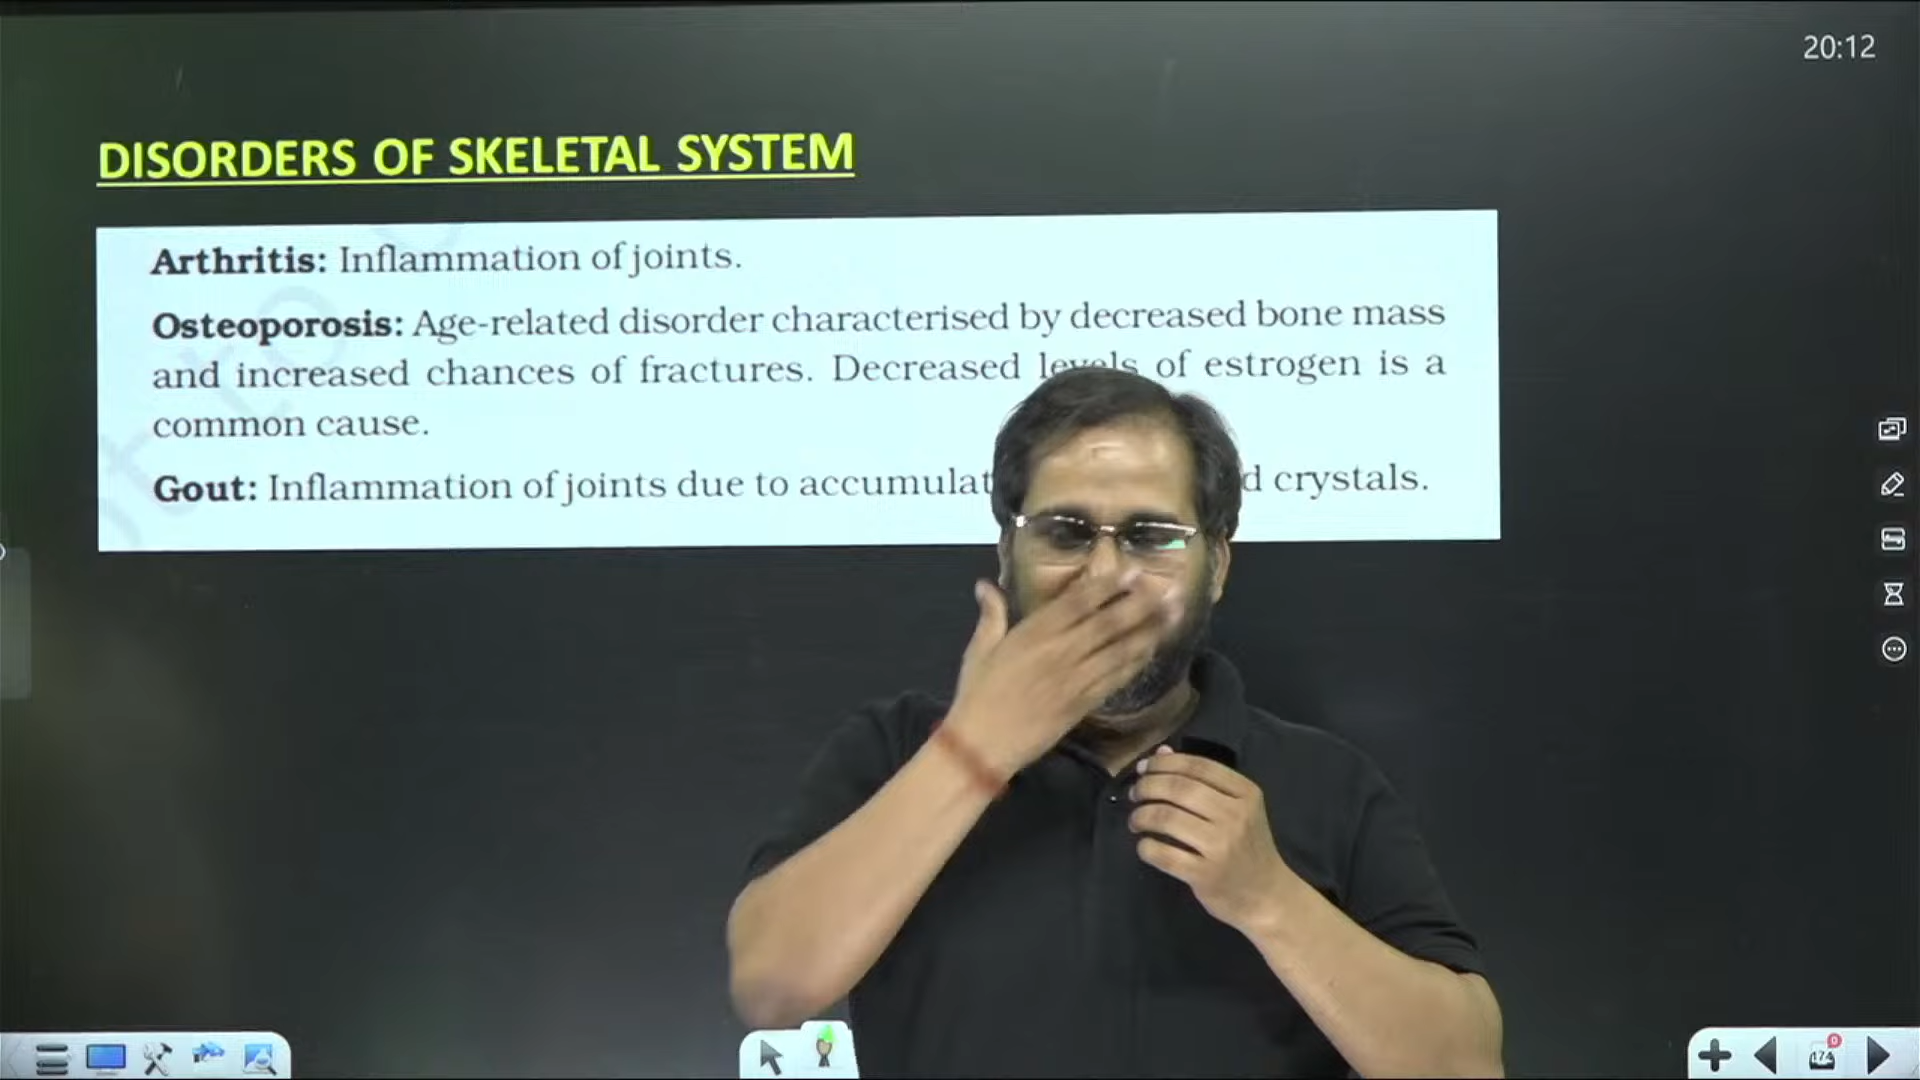 20:12
DISORDERS OF SKELETAL SYSTEM
Arthritis: Inflammation of joints.
Osteoporosis: Age-related disorder characterised by decreased bone mass
and increased chances of fractures. Decreased levels of estrogen is a
common cause.
Gout: Inflammation of joints due to crystals.
174
0